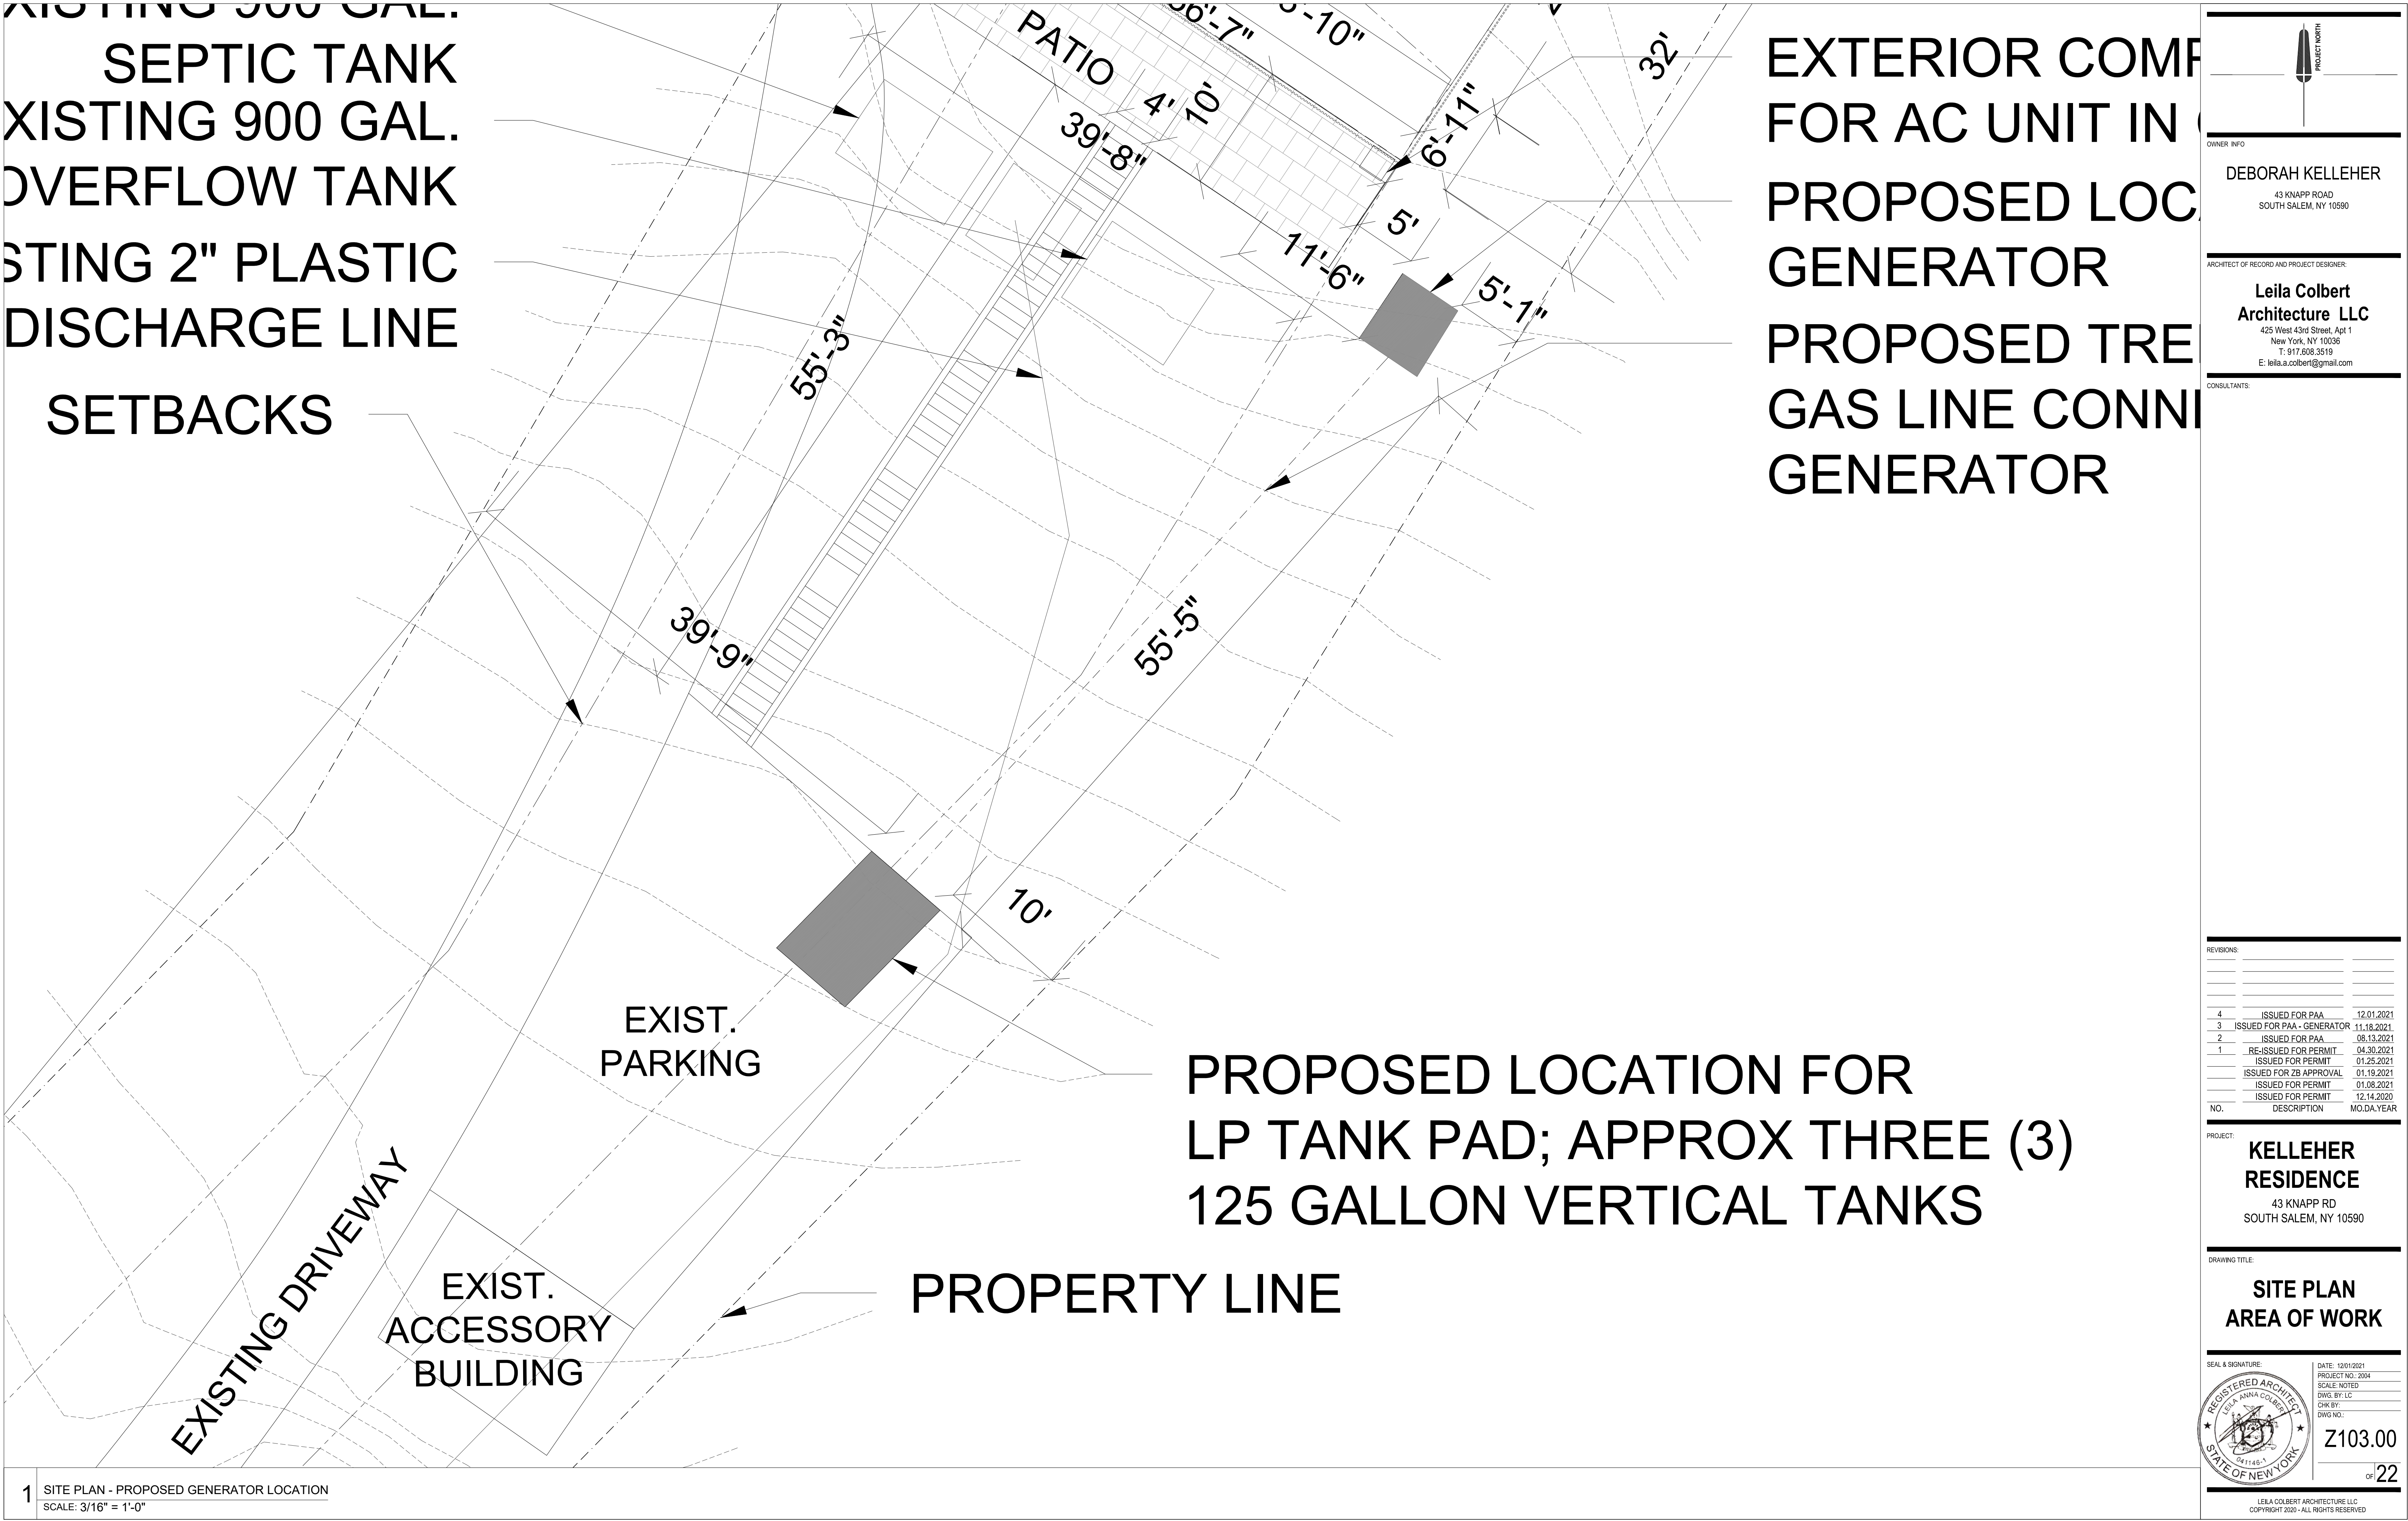 SEPTIC TANK
XISTING 900 GAL.
OVERFLOW TANK
STING 2" PLASTIC
DISCHARGE LINE
SETBACKS
PATIO
4'
10'
39'-8"
6'-11"
32'
5'
11'-6"
5'-1"
55'-3"
39'-9"
55'-5"
10'
EXTERIOR COMP
FOR AC UNIT IN
PROPOSED LOCA
GENERATOR
PROPOSED TRE
GAS LINE CONN
GENERATOR
EXIST.
PARKING
PROPOSED LOCATION FOR
LP TANK PAD; APPROX THREE (3)
125 GALLON VERTICAL TANKS
PROPERTY LINE
EXISTING DRIVEWAY
EXIST.
ACCESSORY
BUILDING
1
SITE PLAN - PROPOSED GENERATOR LOCATION
SCALE: 3/16" = 1'-0"
PROJECT NORTH
OWNER INFO
DEBORAH KELLEHER
43 KNAPP ROAD
SOUTH SALEM, NY 10590
ARCHITECT OF RECORD AND PROJECT DESIGNER:
Leila Colbert
Architecture LLC
425 West 43rd Street, Apt 1
New York, NY 10036
T: 917.608.3519
E: leila.a.colbert@gmail.com
CONSULTANTS:
REVISIONS:
4 ISSUED FOR PAA 12.01.2021
3 ISSUED FOR PAA - GENERATOR 11.18.2021
2 ISSUED FOR PAA 08.13.2021
1 RE-ISSUED FOR PERMIT 04.30.2021
ISSUED FOR PERMIT 01.25.2021
ISSUED FOR ZB APPROVAL 01.19.2021
ISSUED FOR PERMIT 01.08.2021
ISSUED FOR PERMIT 12.14.2020
NO. DESCRIPTION MO.DA.YEAR
PROJECT:
KELLEHER
RESIDENCE
43 KNAPP RD
SOUTH SALEM, NY 10590
DRAWING TITLE:
SITE PLAN
AREA OF WORK
SEAL & SIGNATURE:
REGISTERED ARCHITECT
LEILA ANNA COLBERT
041146-1
STATE OF NEW YORK
DATE: 12/01/2021
PROJECT NO.: 2004
SCALE: NOTED
DWG. BY: LC
CHK BY:
DWG NO.:
Z103.00
OF 22
LEILA COLBERT ARCHITECTURE LLC
COPYRIGHT 2020 - ALL RIGHTS RESERVED